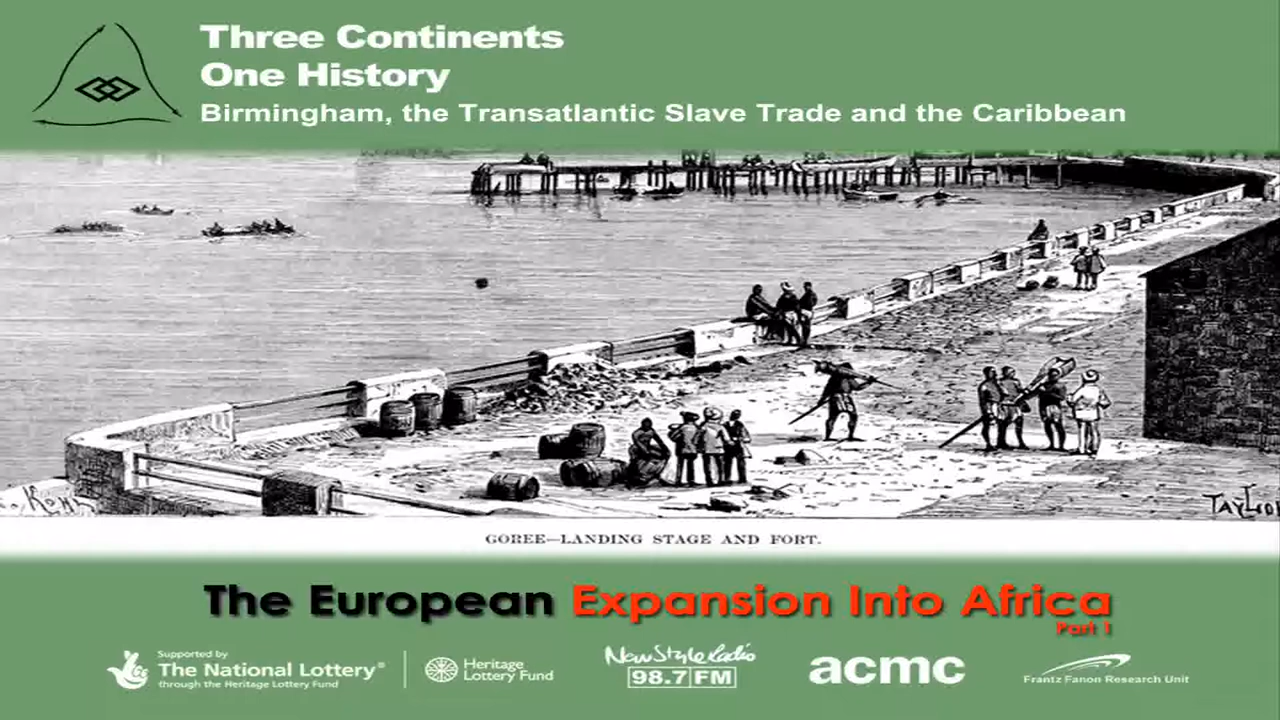 Three Continents
One History
Birmingham, the Transatlantic Slave Trade and the Caribbean
GOREE—LANDING STAGE AND FORT.
The European Expansion Into Africa
Part 1
Supported by
The National Lottery®
through the Heritage Lottery Fund
Heritage
Lottery Fund
New Style Radio
98.7 FM
acmc
Frantz Fanon Research Unit